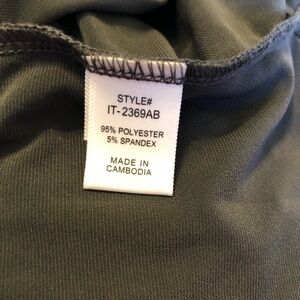 STYLE#
IT-2369AB
95% POLYESTER
5% SPANDEX
MADE IN
CAMBODIA